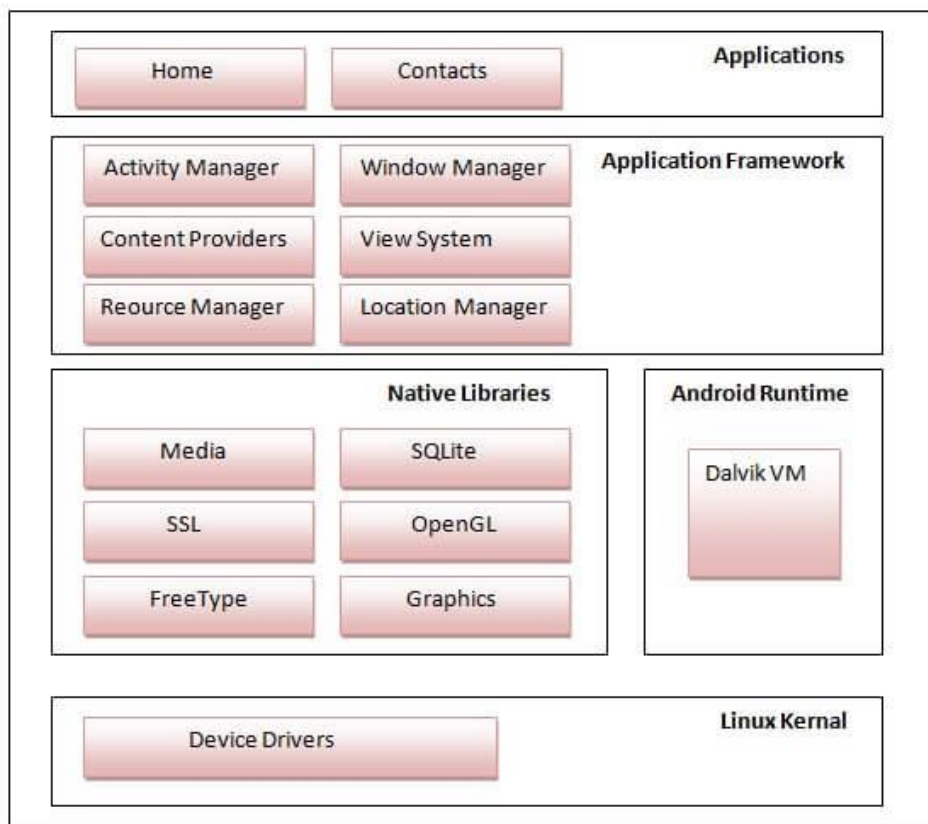 Applications
Home
Contacts
Application Framework
Activity Manager
Window Manager
Content Providers
View System
Reource Manager
Location Manager
Native Libraries
Media
SQLite
SSL
OpenGL
FreeType
Graphics
Android Runtime
Dalvik VM
Linux Kernal
Device Drivers